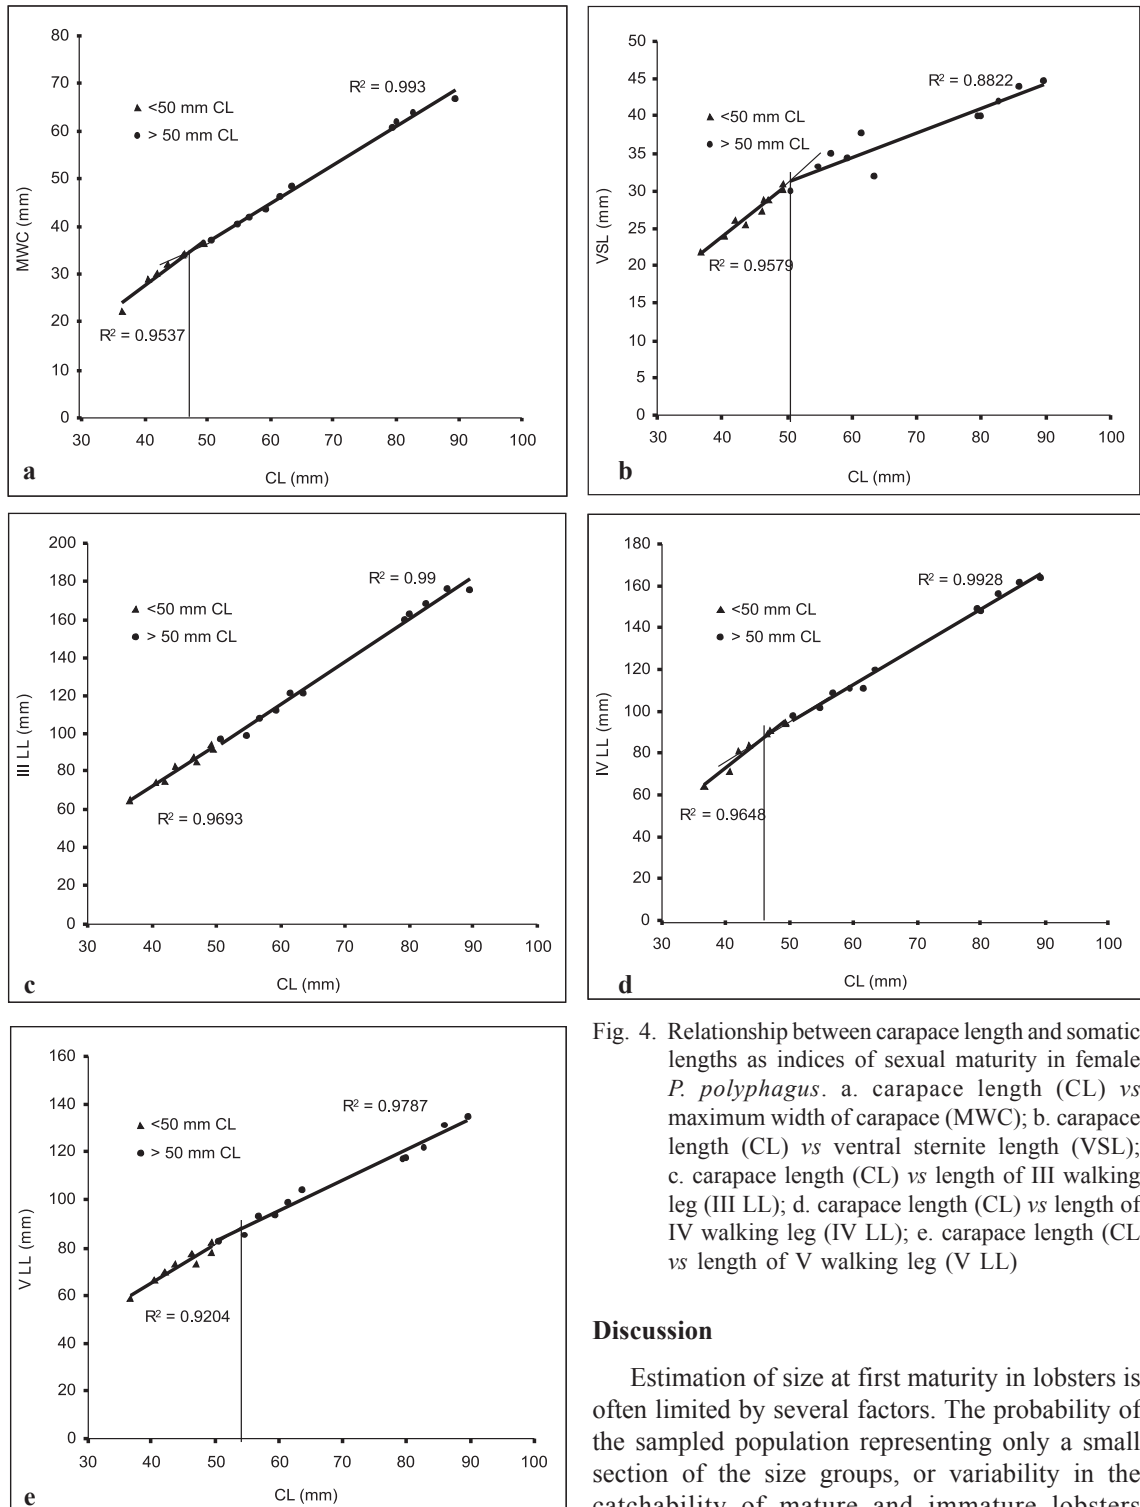 80
70
60
50
40
30
20
10
0
MWC (mm)
R² = 0.993
<50 mm CL
> 50 mm CL
R² = 0.9537
30 40 50 60 70 80 90 100
a
CL (mm)
50
45
40
35
30
25
20
15
10
5
0
VSL (mm)
R² = 0.8822
<50 mm CL
> 50 mm CL
R² = 0.9579
30 40 50 60 70 80 90 100
b
CL (mm)
200
180
160
140
120
100
80
60
40
20
0
III LL (mm)
R² = 0.99
<50 mm CL
> 50 mm CL
R² = 0.9693
30 40 50 60 70 80 90 100
c
CL (mm)
180
160
140
120
100
80
60
40
20
0
IV LL (mm)
R² = 0.9928
<50 mm CL
> 50 mm CL
R² = 0.9648
30 40 50 60 70 80 90 100
d
CL (mm)
160
140
120
100
80
60
40
20
0
V LL (mm)
R² = 0.9787
<50 mm CL
> 50 mm CL
R² = 0.9204
30 40 50 60 70 80 90 100
e
Fig. 4. Relationship between carapace length and somatic
lengths as indices of sexual maturity in female
P. polyphagus. a. carapace length (CL) vs
maximum width of carapace (MWC); b. carapace
length (CL) vs ventral sternite length (VSL);
c. carapace length (CL) vs length of III walking
leg (III LL); d. carapace length (CL) vs length of
IV walking leg (IV LL); e. carapace length (CL
vs length of V walking leg (V LL)
Discussion
Estimation of size at first maturity in lobsters is
often limited by several factors. The probability of
the sampled population representing only a small
section of the size groups, or variability in the
catchability of mature and immature lobsters